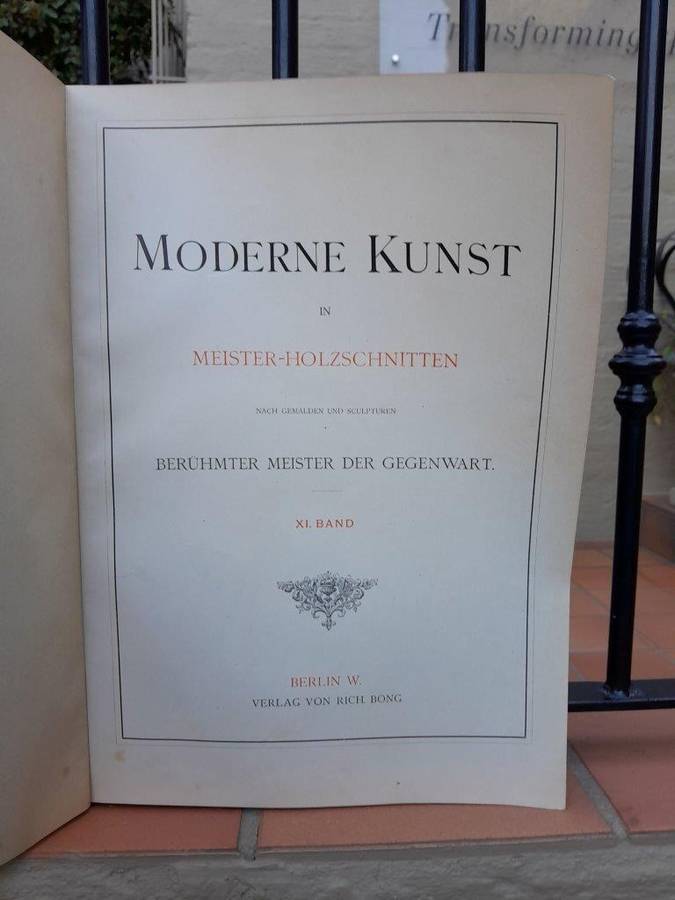 Transforming
MODERNE KUNST
IN
MEISTER-HOLZSCHNITTEN
NACH GEMALDEN UND SCULPTUREN
BERÜHMTER MEISTER DER GEGENWART.
XI. BAND
BERLIN W.
VERLAG VON RICH. BONG